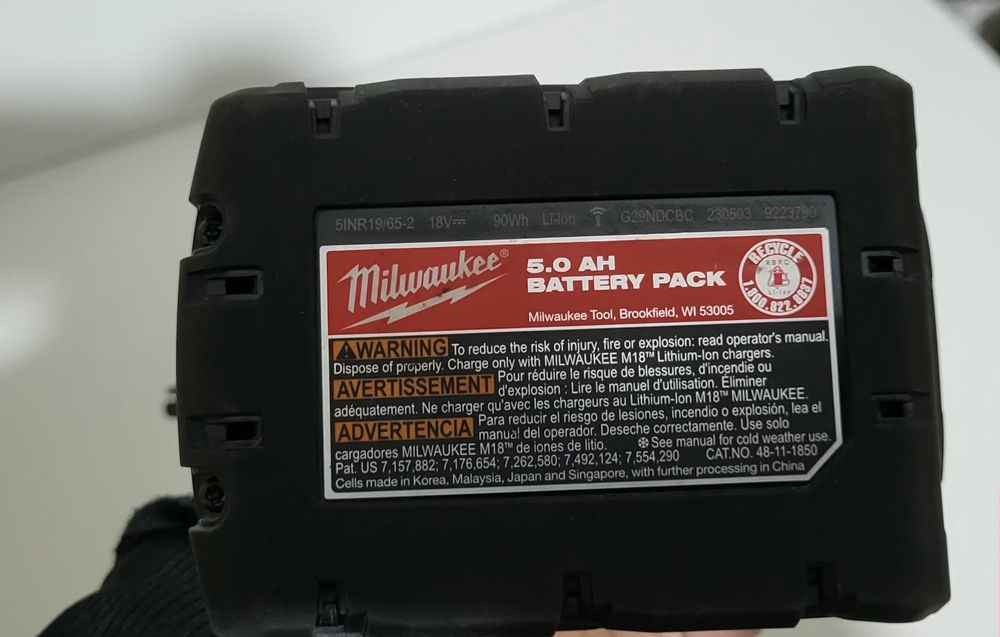 5INR19/65-2 18V⎓ 90Wh Li-Ion G29NDCBC 230503 9223790
Milwaukee®
5.0 AH
BATTERY PACK
Milwaukee Tool, Brookfield, WI 53005
RECYCLE
RBRC
Li-Ion
1.800.822.8837
WARNING To reduce the risk of injury, fire or explosion: read operator's manual.
Dispose of properly. Charge only with MILWAUKEE M18™ Lithium-Ion chargers.
AVERTISSEMENT Pour réduire le risque de blessures, d'incendie ou
d'explosion : Lire le manuel d'utilisation. Éliminer
adéquatement. Ne charger qu'avec les chargeurs au Lithium-Ion M18™ MILWAUKEE.
ADVERTENCIA Para reducir el riesgo de lesiones, incendio o explosión, lea el
manual del operador. Deseche correctamente. Use solo
cargadores MILWAUKEE M18™ de iones de litio. ❄See manual for cold weather use.
Pat. US 7,157,882; 7,176,654; 7,262,580; 7,492,124; 7,554,290 CAT.NO. 48-11-1850
Cells made in Korea, Malaysia, Japan and Singapore, with further processing in China